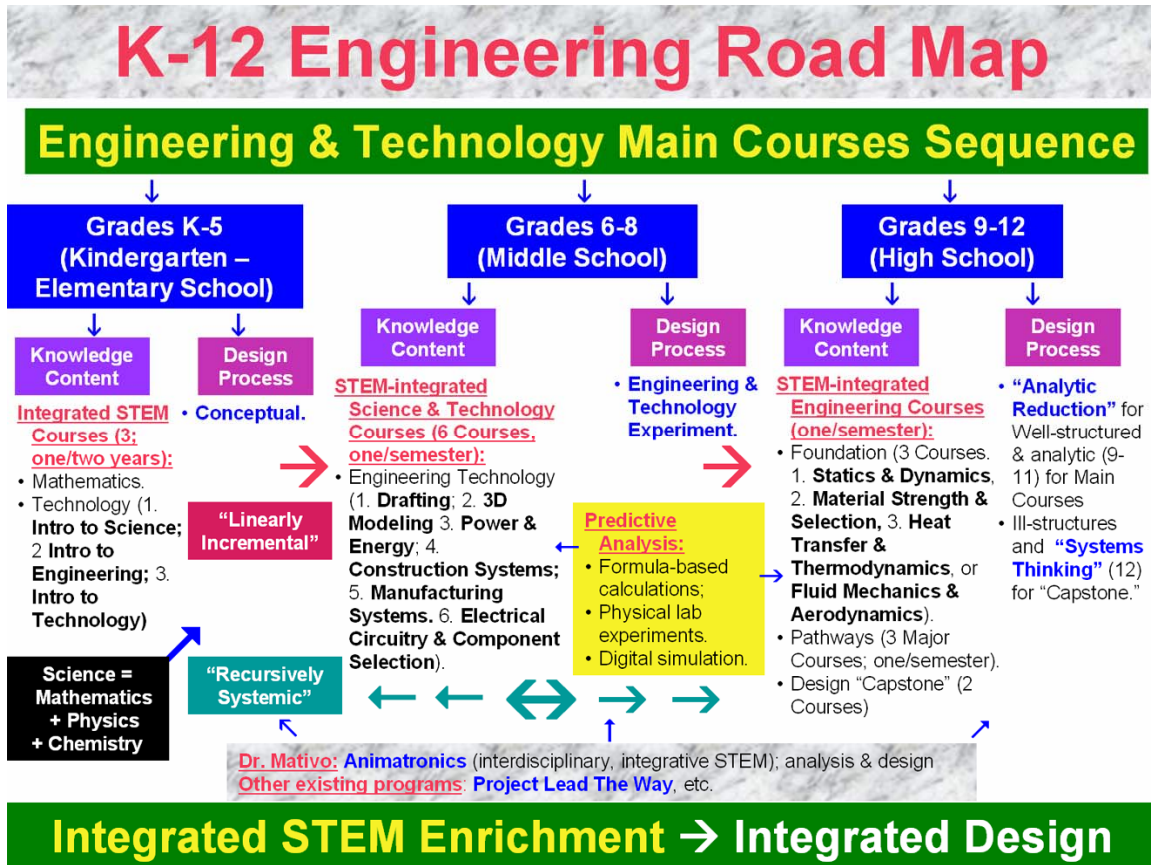 K-12 Engineering Road Map
Engineering & Technology Main Courses Sequence
Grades K-5
(Kindergarten –
Elementary School)
Knowledge
Content
Design
Process
Integrated STEM
Courses (3;
one/two years):
• Mathematics.
• Technology (1.
Intro to Science;
2 Intro to
Engineering; 3.
Intro to
Technology)
• Conceptual.
Science =
Mathematics
+ Physics
+ Chemistry
"Linearly
Incremental"
"Recursively
Systemic"
Grades 6-8
(Middle School)
Knowledge
Content
Design
Process
STEM-integrated
Science & Technology
Courses (6 Courses,
one/semester):
• Engineering Technology
(1. Drafting; 2. 3D
Modeling 3. Power &
Energy; 4.
Construction Systems;
5. Manufacturing
Systems. 6. Electrical
Circuitry & Component
Selection).
• Engineering &
Technology
Experiment.
Predictive
Analysis:
• Formula-based
calculations;
• Physical lab
experiments.
• Digital simulation.
Grades 9-12
(High School)
Knowledge
Content
Design
Process
STEM-integrated
Engineering Courses
(one/semester):
• Foundation (3 Courses.
1. Statics & Dynamics,
2. Material Strength &
Selection, 3. Heat
Transfer &
Thermodynamics, or
Fluid Mechanics &
Aerodynamics).
• Pathways (3 Major
Courses; one/semester).
• Design "Capstone" (2
Courses)
• "Analytic
Reduction" for
Well-structured
& analytic (9-
11) for Main
Courses
• Ill-structures
and "Systems
Thinking" (12)
for "Capstone."
Dr. Mativo: Animatronics (interdisciplinary, integrative STEM); analysis & design
Other existing programs: Project Lead The Way, etc.
Integrated STEM Enrichment → Integrated Design